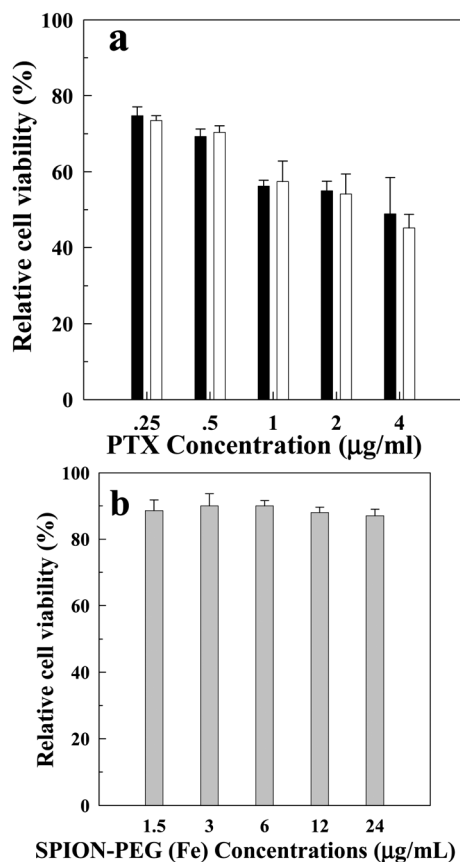 a
Relative cell viability (%)
100
80
60
40
20
0
.25 .5 1 2 4
PTX Concentration (μg/ml)
b
Relative cell viability (%)
100
80
60
40
20
0
1.5 3 6 12 24
SPION-PEG (Fe) Concentrations (μg/mL)